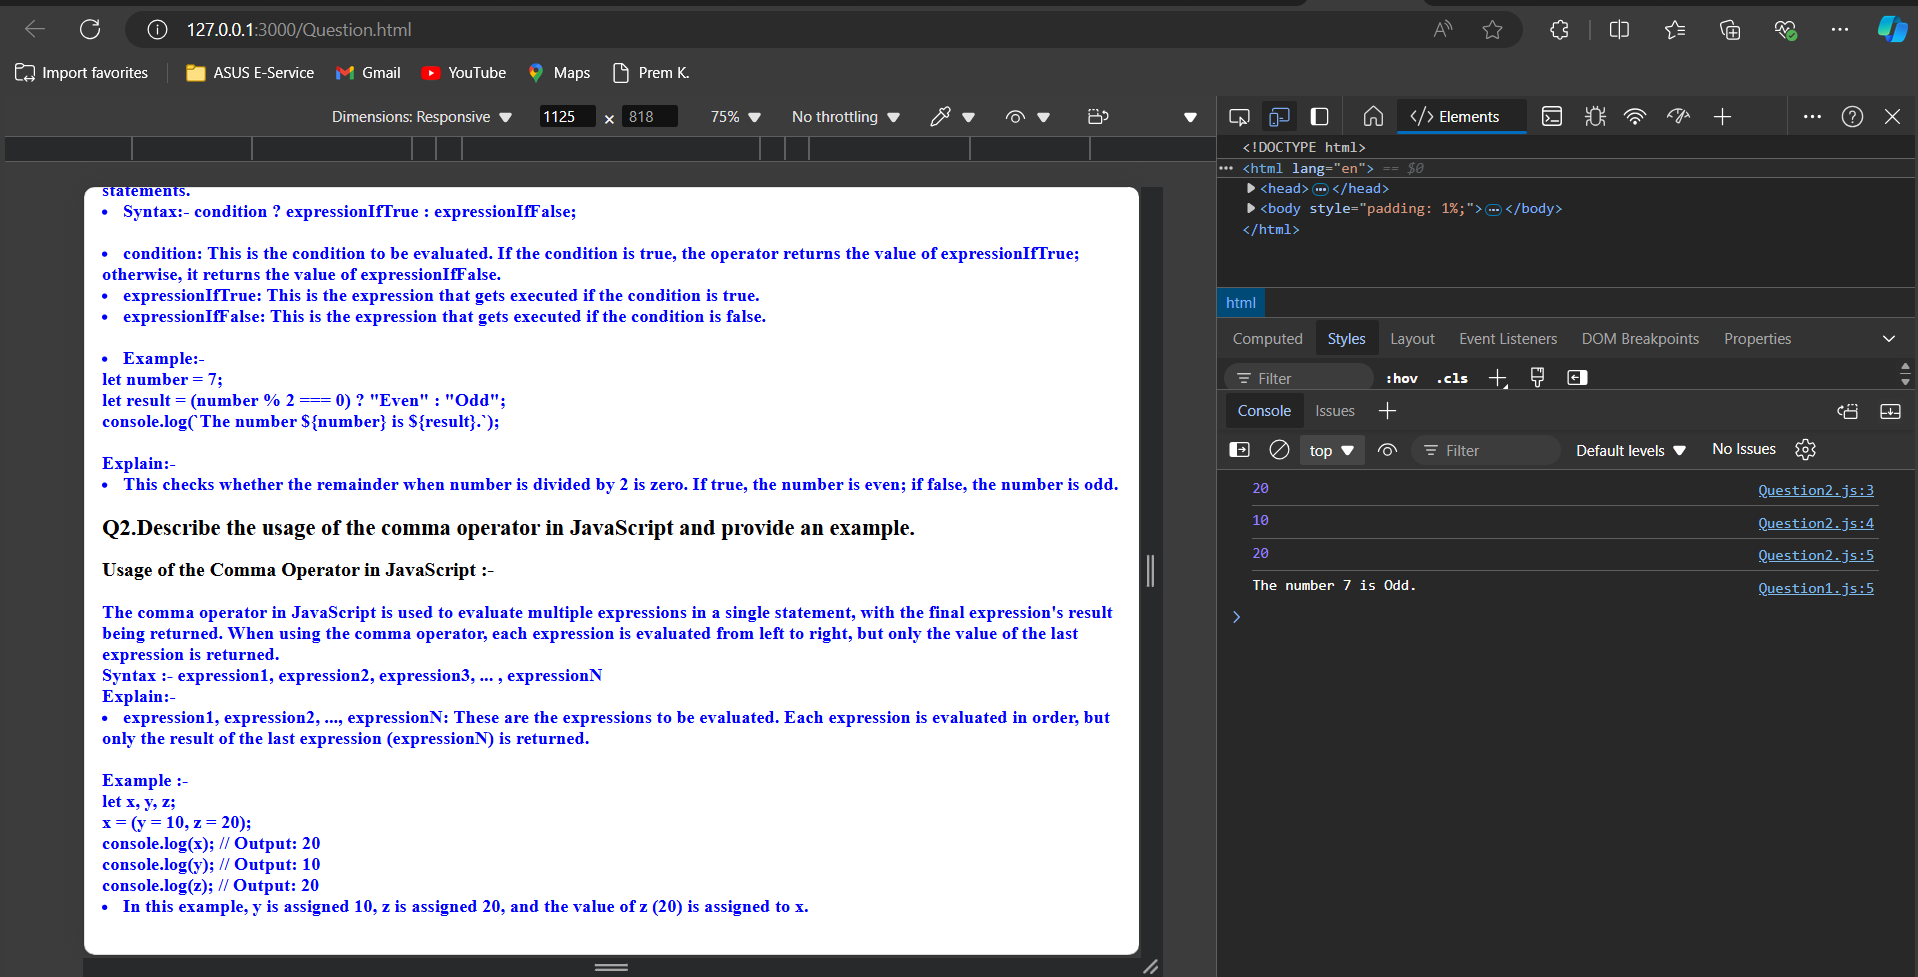 127.0.0.1:3000/Question.html
Import favorites
ASUS E-Service
Gmail
YouTube
Maps
Prem K.
Dimensions: Responsive
1125 × 818
75%
No throttling
statements.
• Syntax:- condition ? expressionIfTrue : expressionIfFalse;
• condition: This is the condition to be evaluated. If the condition is true, the operator returns the value of expressionIfTrue;
otherwise, it returns the value of expressionIfFalse.
• expressionIfTrue: This is the expression that gets executed if the condition is true.
• expressionIfFalse: This is the expression that gets executed if the condition is false.
• Example:-
let number = 7;
let result = (number % 2 === 0) ? "Even" : "Odd";
console.log(`The number ${number} is ${result}.`);
Explain:-
• This checks whether the remainder when number is divided by 2 is zero. If true, the number is even; if false, the number is odd.
Q2.Describe the usage of the comma operator in JavaScript and provide an example.
Usage of the Comma Operator in JavaScript :-
The comma operator in JavaScript is used to evaluate multiple expressions in a single statement, with the final expression's result
being returned. When using the comma operator, each expression is evaluated from left to right, but only the value of the last
expression is returned.
Syntax :- expression1, expression2, expression3, ... , expressionN
Explain:-
• expression1, expression2, ..., expressionN: These are the expressions to be evaluated. Each expression is evaluated in order, but
only the result of the last expression (expressionN) is returned.
Example :-
let x, y, z;
x = (y = 10, z = 20);
console.log(x); // Output: 20
console.log(y); // Output: 10
console.log(z); // Output: 20
• In this example, y is assigned 10, z is assigned 20, and the value of z (20) is assigned to x.
</> Elements
<!DOCTYPE html>
<html lang="en"> == $0
<head> </head>
<body style="padding: 1%;"> </body>
</html>
html
Computed
Styles
Layout
Event Listeners
DOM Breakpoints
Properties
Filter
:hov
.cls
Console
Issues
top
Filter
Default levels
No Issues
20 Question2.js:3
10 Question2.js:4
20 Question2.js:5
The number 7 is Odd. Question1.js:5